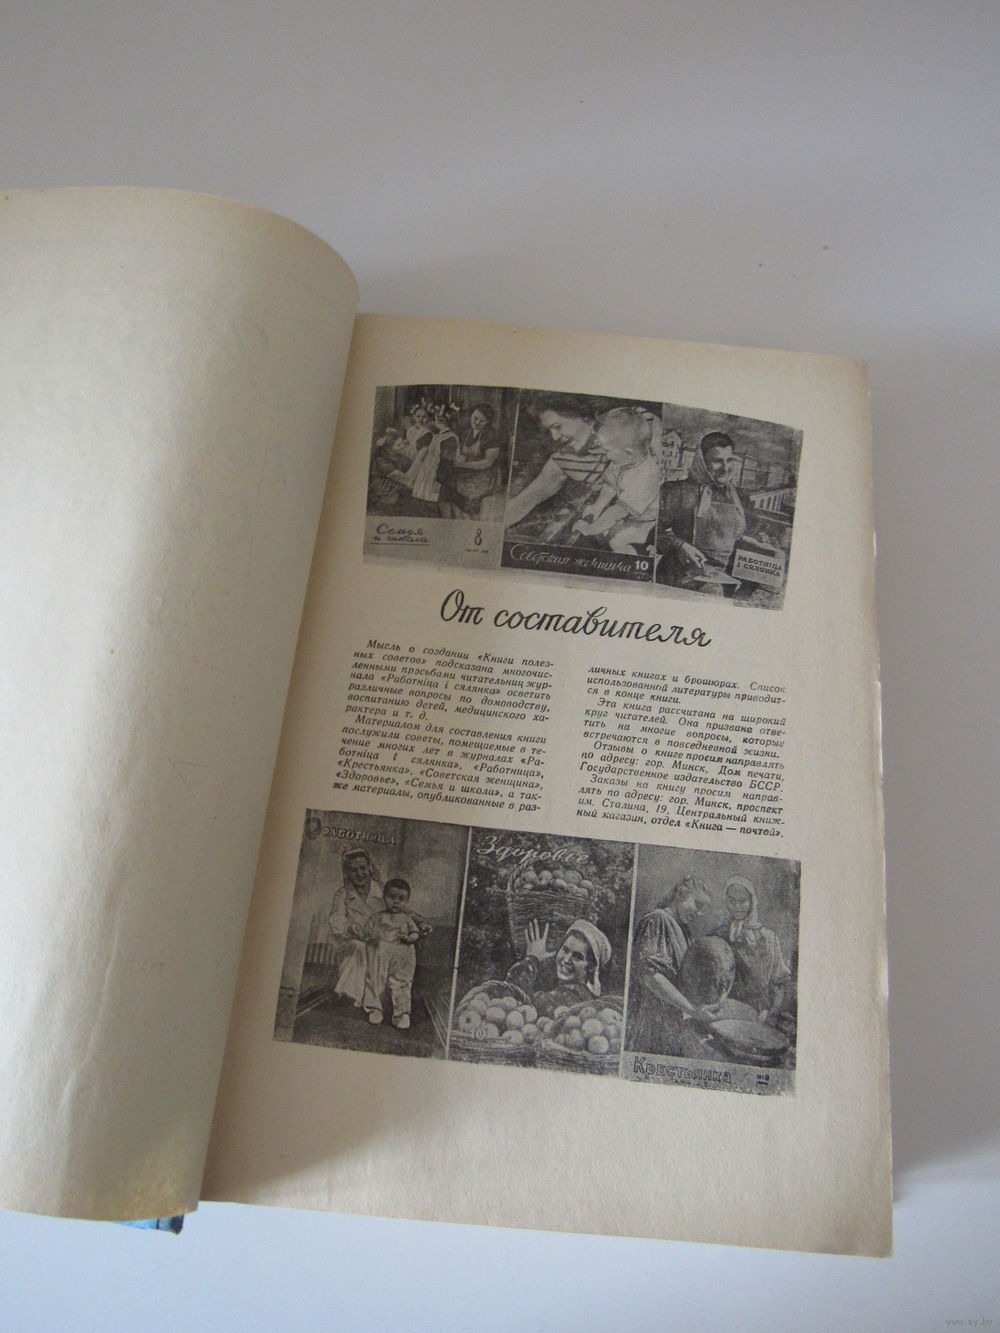 Семья
и школа
8
Советская женщина 10
РАБОТНІЦА
І СЯЛЯНКА
От составителя
Мысль о создании «Книги полез-
ных советов» подсказана многочис-
ленными просьбами читательниц жур-
нала «Работніца і сялянка» осветить
различные вопросы по домоводству,
воспитанию детей, медицинского ха-
рактера и т. д.
Материалом для составления книги
послужили советы, помещаемые в те-
чение многих лет в журналах «Ра-
ботніца і сялянка», «Работница»,
«Крестьянка», «Советская женщина»,
«Здоровье», «Семья и школа», а так-
же материалы, опубликованные в раз-
личных книгах и брошюрах. Список
использованной литературы приводит-
ся в конце книги.
Эта книга рассчитана на широкий
круг читателей. Она призвана отве-
тить на многие вопросы, которые
встречаются в повседневной жизни.
Отзывы о книге просим направлять
по адресу: гор. Минск, Дом печати,
Государственное издательство БССР.
Заказы на книгу просим направ-
лять по адресу: гор. Минск, проспект
им. Сталина, 19, Центральный книж-
ный магазин, отдел «Книга — почтой».
РАБОТНИЦА
Здоровье
КРЕСТЬЯНКА
www.ay.by